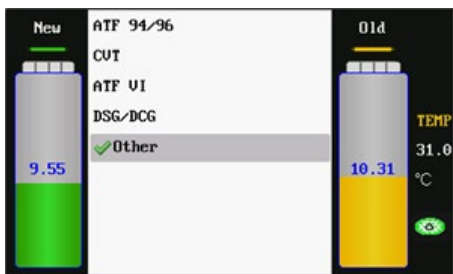 New
ATF 94/96
CVT
ATF VI
DSG/DCG
Other
9.55
Old
10.31
TEMP
31.0
°C